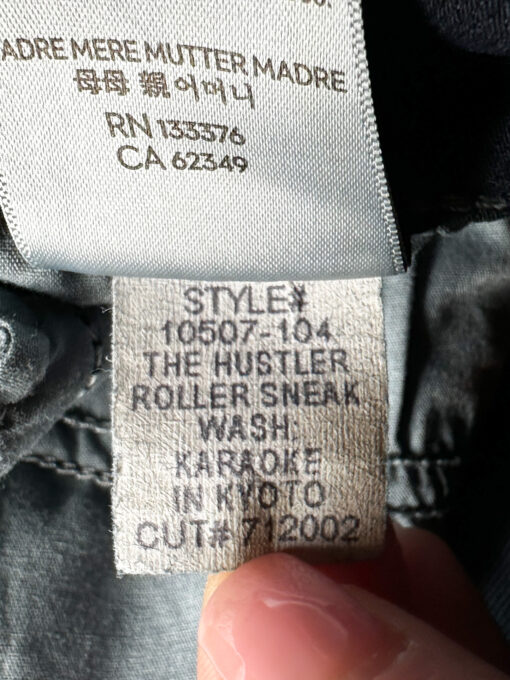 ADRE MERE MUTTER MADRE
母母 親 어머니
RN 133376
CA 62349
STYLE#
10507-104
THE HUSTLER
ROLLER SNEAK
WASH:
KARAOKE
IN KYOTO
CUT# 712002